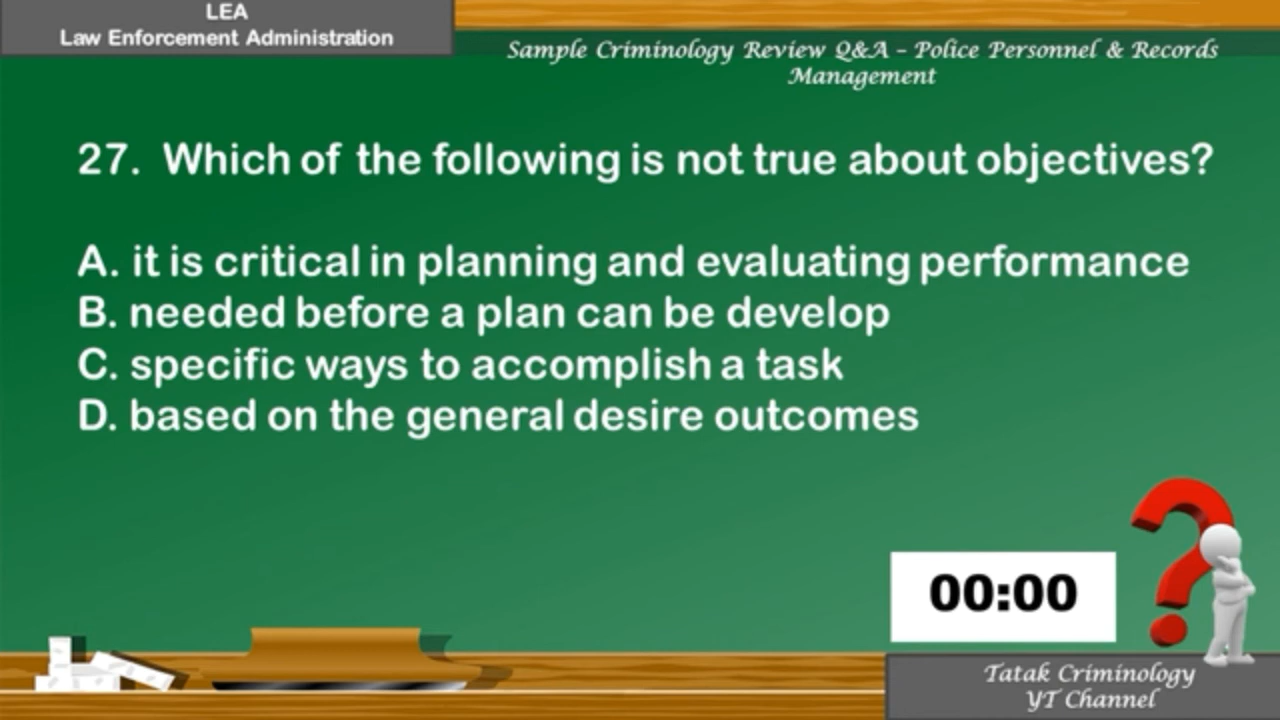 LEA
Law Enforcement Administration
Sample Criminology Review Q&A – Police Personnel & Records
Management
27. Which of the following is not true about objectives?
A. it is critical in planning and evaluating performance
B. needed before a plan can be develop
C. specific ways to accomplish a task
D. based on the general desire outcomes
00:00
Tatak Criminology
YT Channel